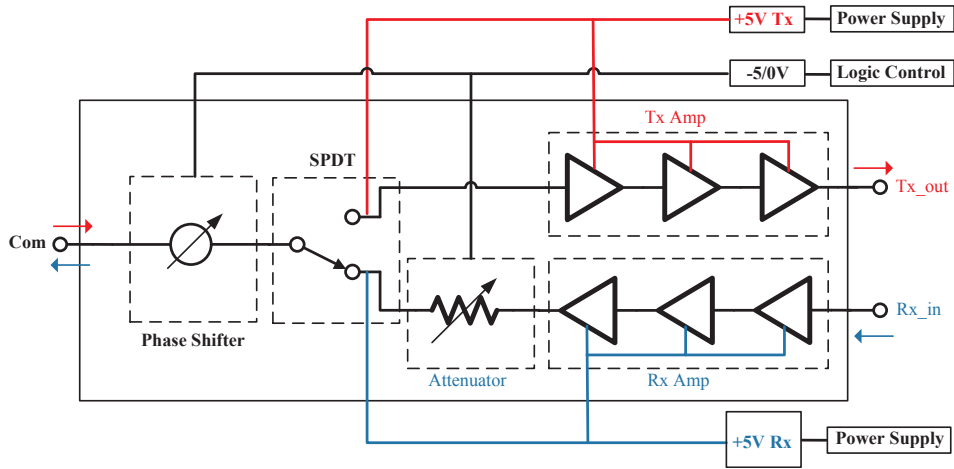 +5V Tx
Power Supply
-5/0V
Logic Control
Tx Amp
SPDT
Tx_out
Com
Rx_in
Phase Shifter
Attenuator
Rx Amp
+5V Rx
Power Supply